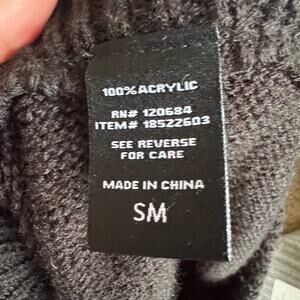 100% ACRYLIC
RN# 120684
ITEM# 18522603
SEE REVERSE
FOR CARE
MADE IN CHINA
SM